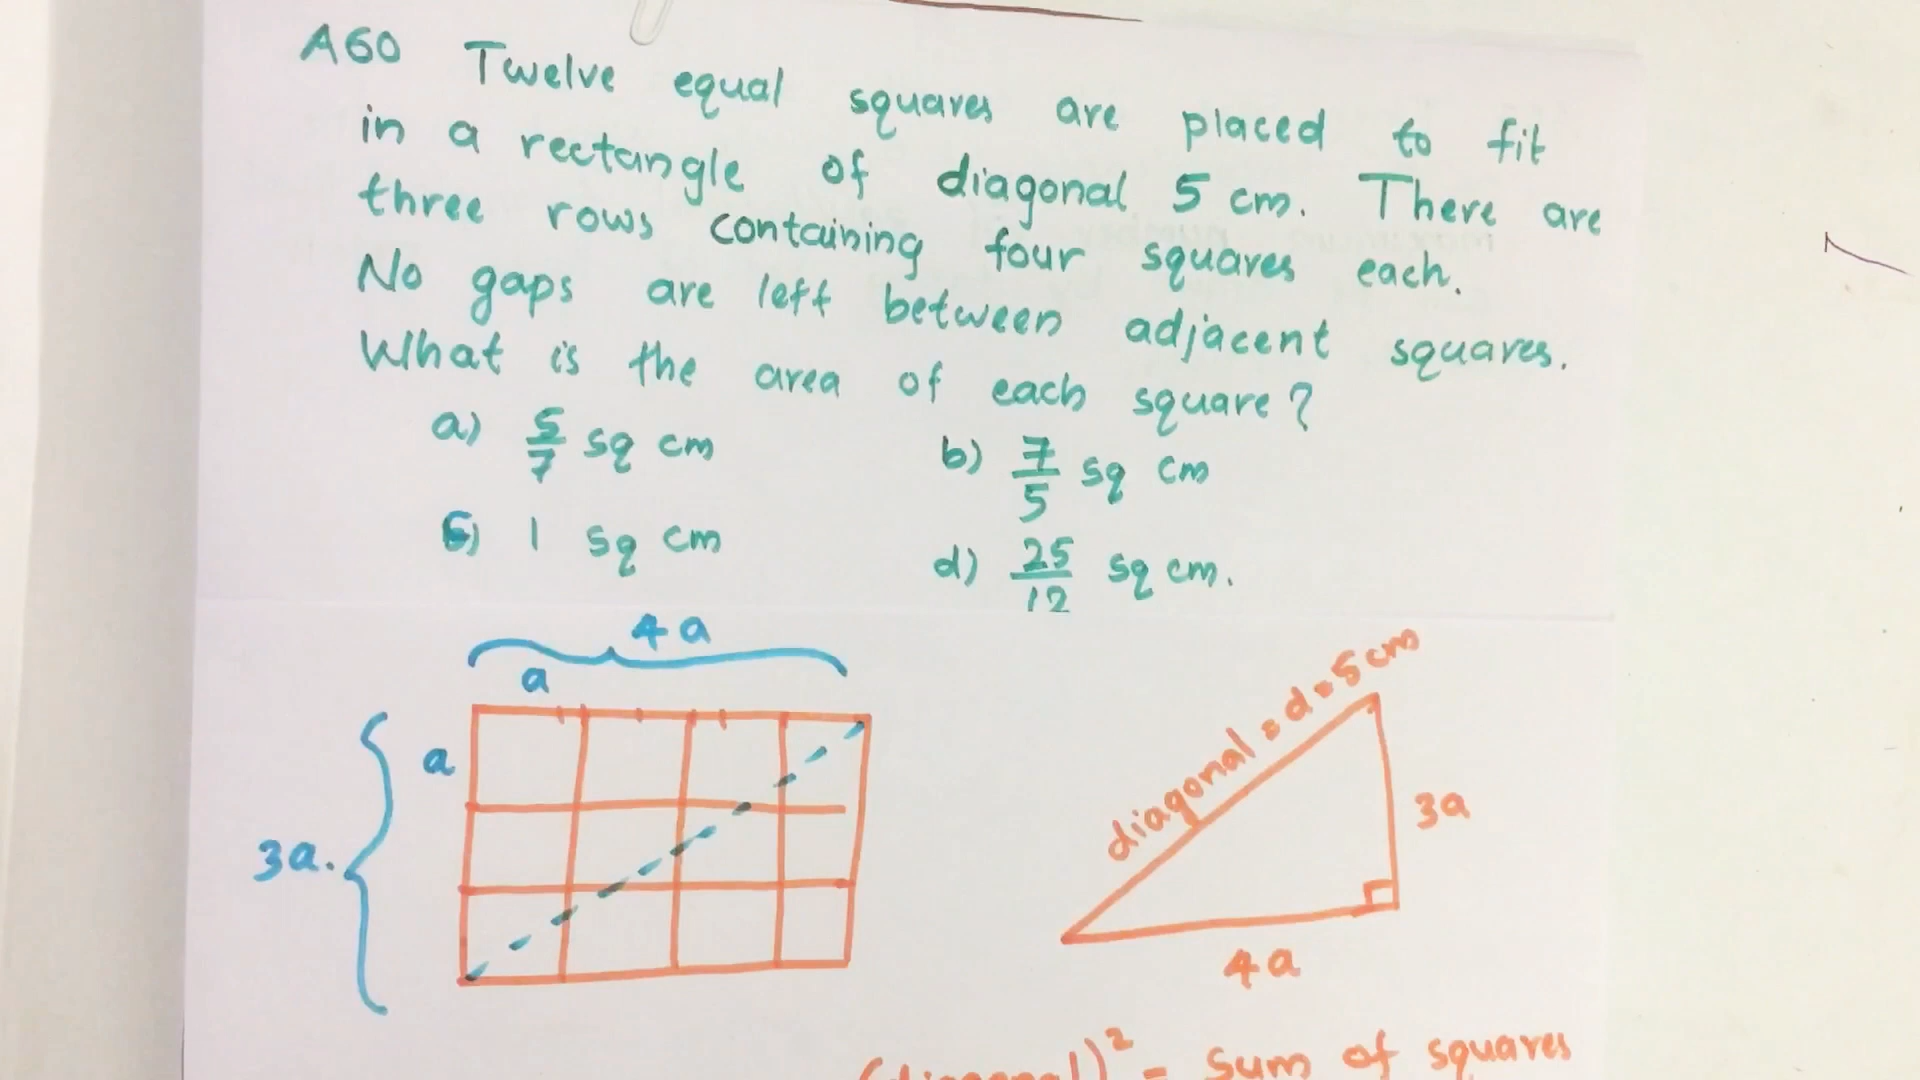 A60 Twelve equal squares are placed to fit
in a rectangle of diagonal 5 cm. There are
three rows containing four squares each.
No gaps are left between adjacent squares.
What is the area of each square?
a) 5/7 sq cm b) 7/5 sq cm
c) 1 sq cm d) 25/12 sq cm.
4a
a
a
3a.
diagonal = d = 5cm
3a
4a
(diagonal)² = Sum of squares